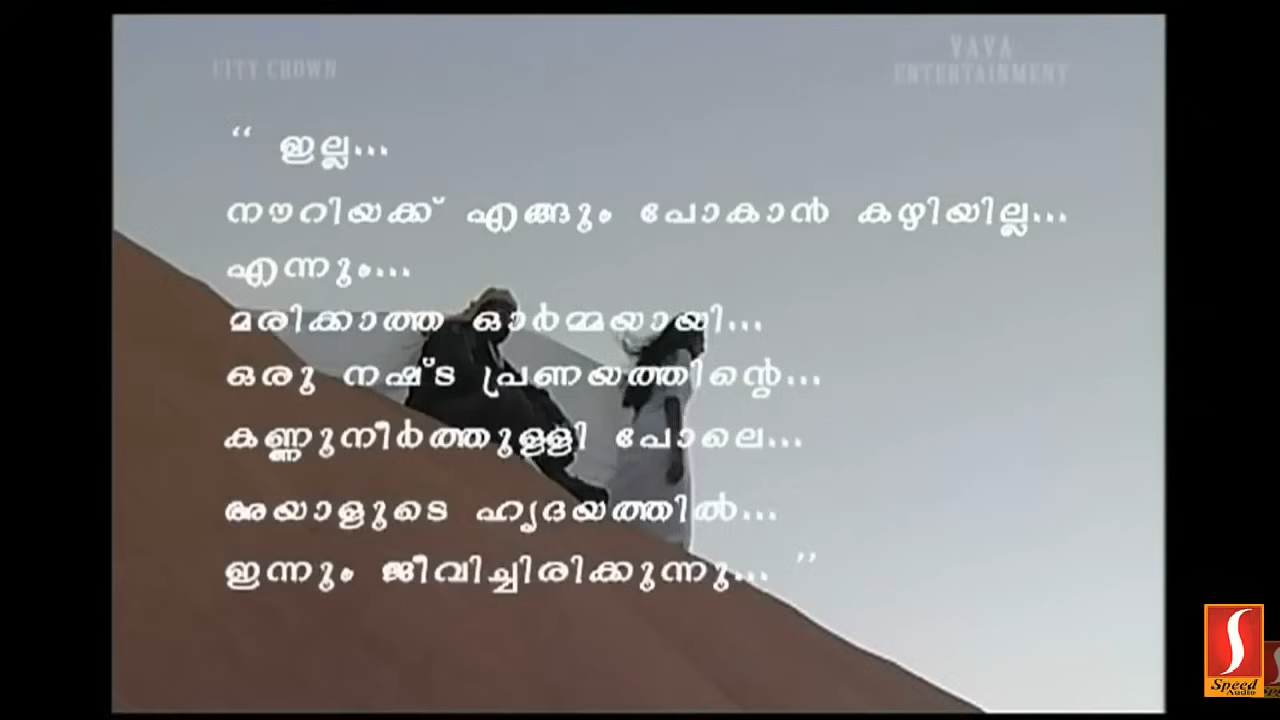 CITY CROWN
VAVA
ENTERTAINMENT
“ ഇല്ല...
നൗറിയക്ക് എങ്ങും പോകാൻ കഴിയില്ല...
എന്നും...
മരിക്കാത്ത ഓർമ്മയായി...
ഒരു നഷ്ട പ്രണയത്തിന്റെ...
കണ്ണുനീർത്തുള്ളി പോലെ...
അയാളുടെ ഹൃദയത്തിൽ...
ഇന്നും ജീവിച്ചിരിക്കുന്നു... ”
S
Speed
Audio